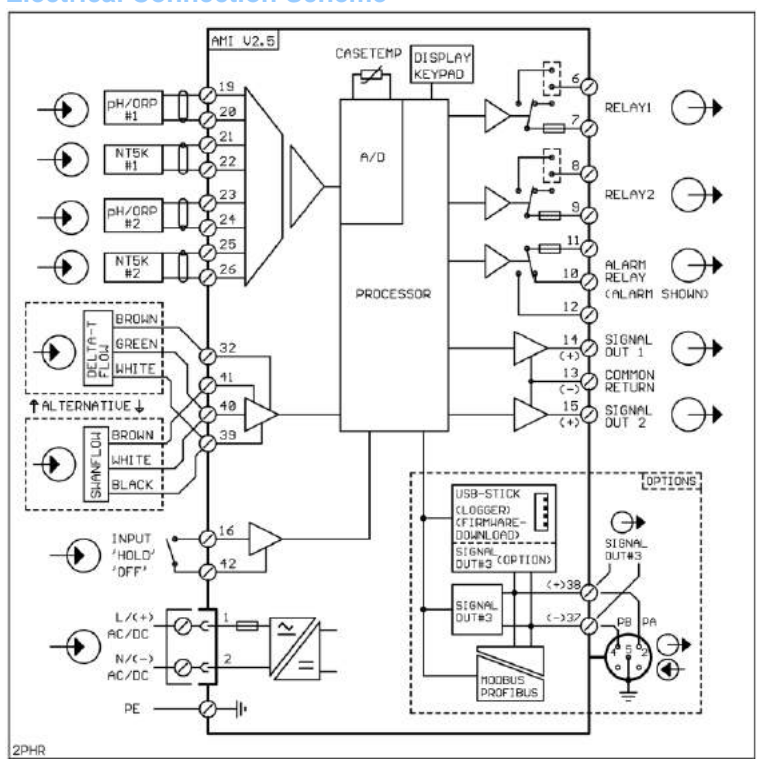 Electrical Connection Scheme
AMI V2.5
CASETEMP
DISPLAY
KEYPAD
pH/ORP
#1
19
20
NT5K
#1
21
22
pH/ORP
#2
23
24
NT5K
#2
25
26
A/D
PROCESSOR
6
7
RELAY1
8
9
RELAY2
11
10
12
ALARM
RELAY
(ALARM SHOWN)
14
(+)
SIGNAL
OUT 1
13
(-)
COMMON
RETURN
15
(+)
SIGNAL
OUT 2
DELTA-T
FLOW
BROWN
GREEN
WHITE
32
41
40
39
↑ALTERNATIVE↓
SWANFLOW
BROWN
WHITE
BLACK
INPUT
'HOLD'
'OFF'
16
42
L/(+)
AC/DC
1
N/(-)
AC/DC
2
PE
OPTIONS
USB-STICK
(LOGGER)
(FIRMWARE-
DOWNLOAD)
SIGNAL
OUT#3 (OPTION)
SIGNAL
OUT#3
SIGNAL
OUT#3
(+)38
(-)37
PB PA
4 5 2
MODBUS
PROFIBUS
2PHR